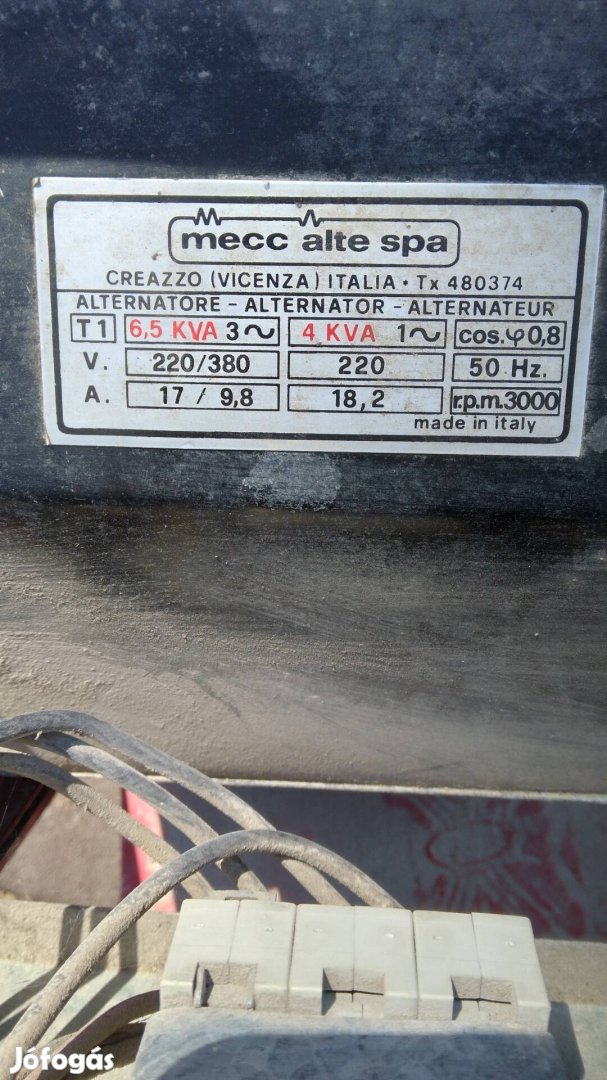 mecc alte spa
CREAZZO (VICENZA) ITALIA · Tx 480374
ALTERNATORE - ALTERNATOR - ALTERNATEUR
T1 6,5 KVA 3~ 4 KVA 1~ cos.φ0,8
V. 220/380 220 50 Hz.
A. 17 / 9,8 18,2 r.p.m.3000
made in italy
Jófogás